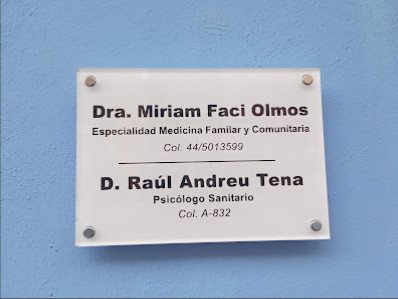 Dra. Miriam Faci Olmos
Especialidad Medicina Familar y Comunitaria
Col. 44/5013599
D. Raúl Andreu Tena
Psicólogo Sanitario
Col. A-832